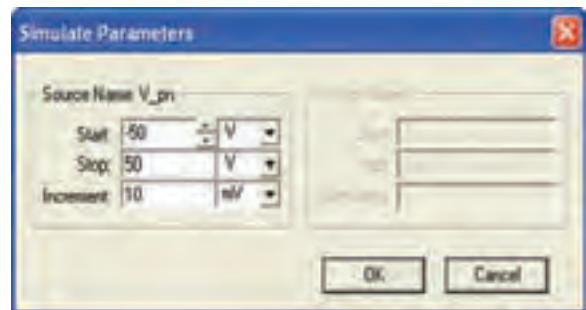 Simulate Parameters
Source Name V_pn
Start -50 V
Stop: 50 V
Increment 10 mV
OK Cancel